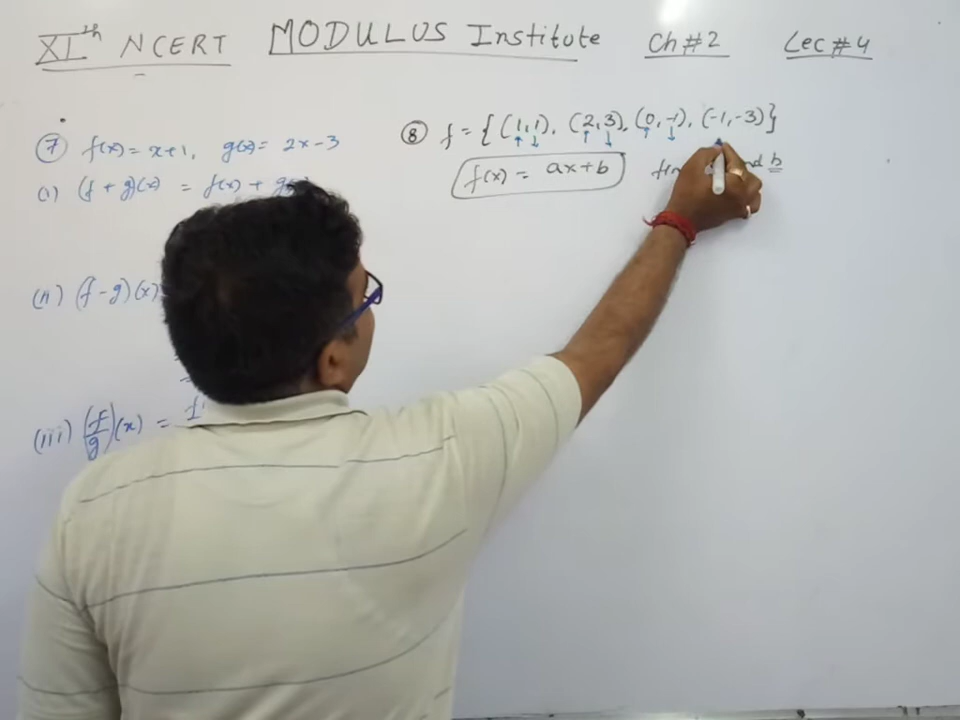 XIth NCERT MODULUS Institute Ch#2 Lec#4
⑦ f(x) = x+1, g(x) = 2x-3
(i) (f+g)(x) = f(x) +
(ii) (f-g)(x)
(iii) (f/g)(x) =
⑧ f = { (1,1), (2,3), (0,-1), (-1,-3)}
f(x) = ax+b
b